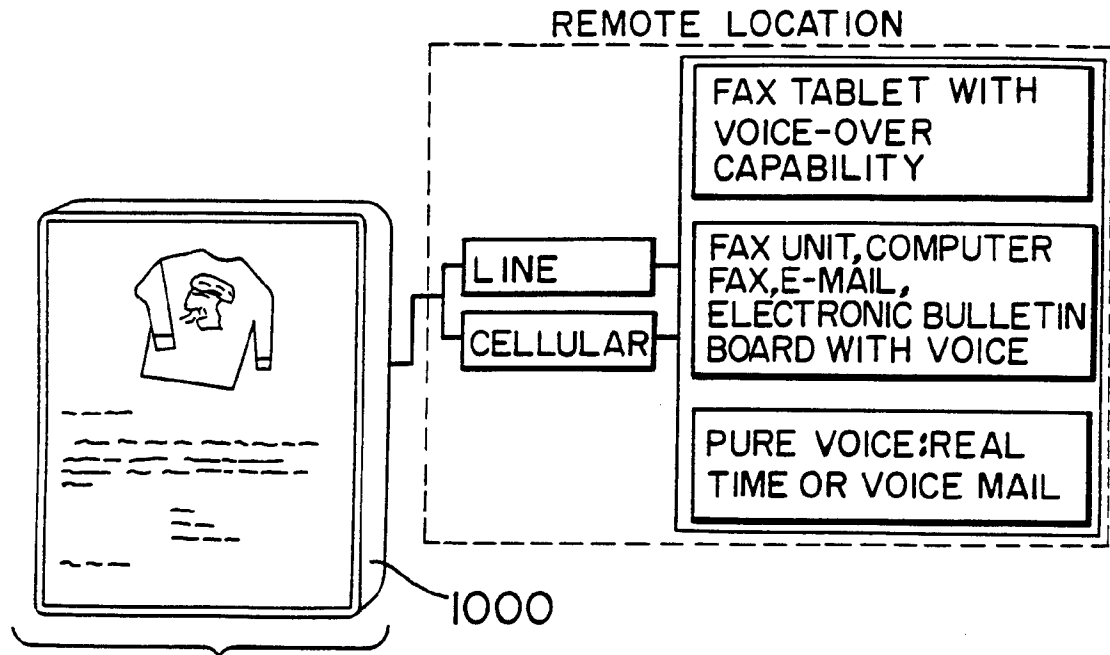 REMOTE LOCATION
FAX TABLET WITH
VOICE-OVER
CAPABILITY
LINE
CELLULAR
FAX UNIT,COMPUTER
FAX,E-MAIL,
ELECTRONIC BULLETIN
BOARD WITH VOICE
PURE VOICE:REAL
TIME OR VOICE MAIL
1000